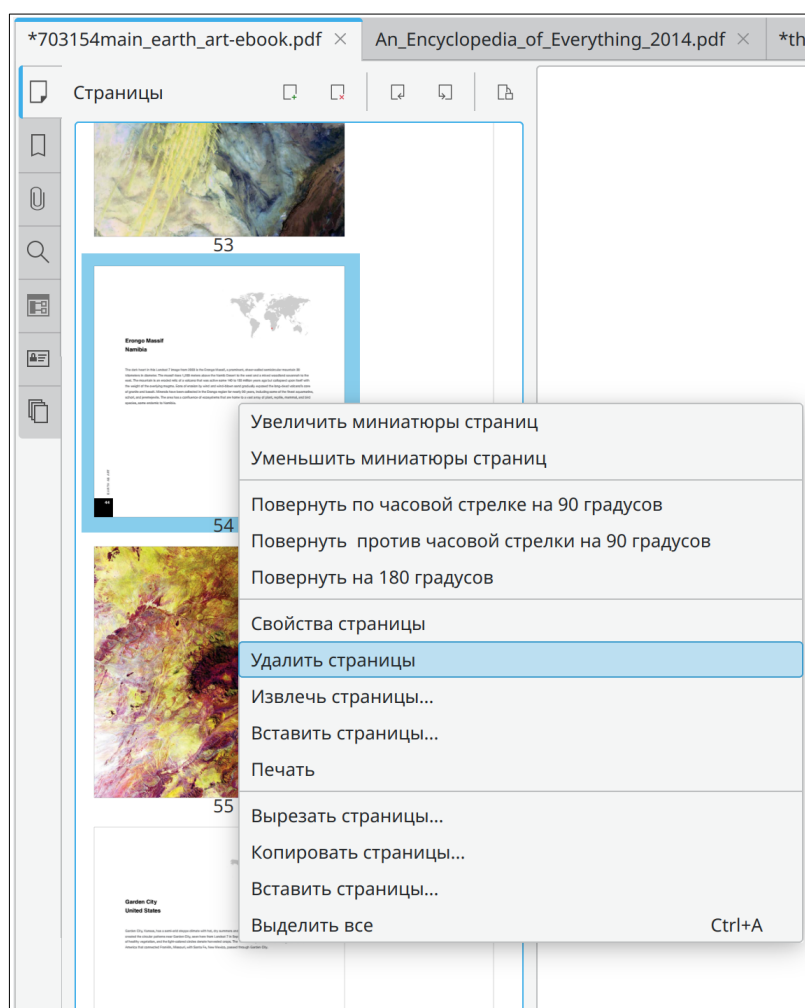 *703154main_earth_art-ebook.pdf
An_Encyclopedia_of_Everything_2014.pdf
*th
Страницы
53
Erongo Massif
Namibia
54
Увеличить миниатюры страниц
Уменьшить миниатюры страниц
Повернуть по часовой стрелке на 90 градусов
Повернуть  против часовой стрелки на 90 градусов
Повернуть на 180 градусов
Свойства страницы
Удалить страницы
Извлечь страницы...
Вставить страницы...
Печать
Вырезать страницы...
Копировать страницы...
Вставить страницы...
Выделить все Ctrl+A
55
Garden City
United States